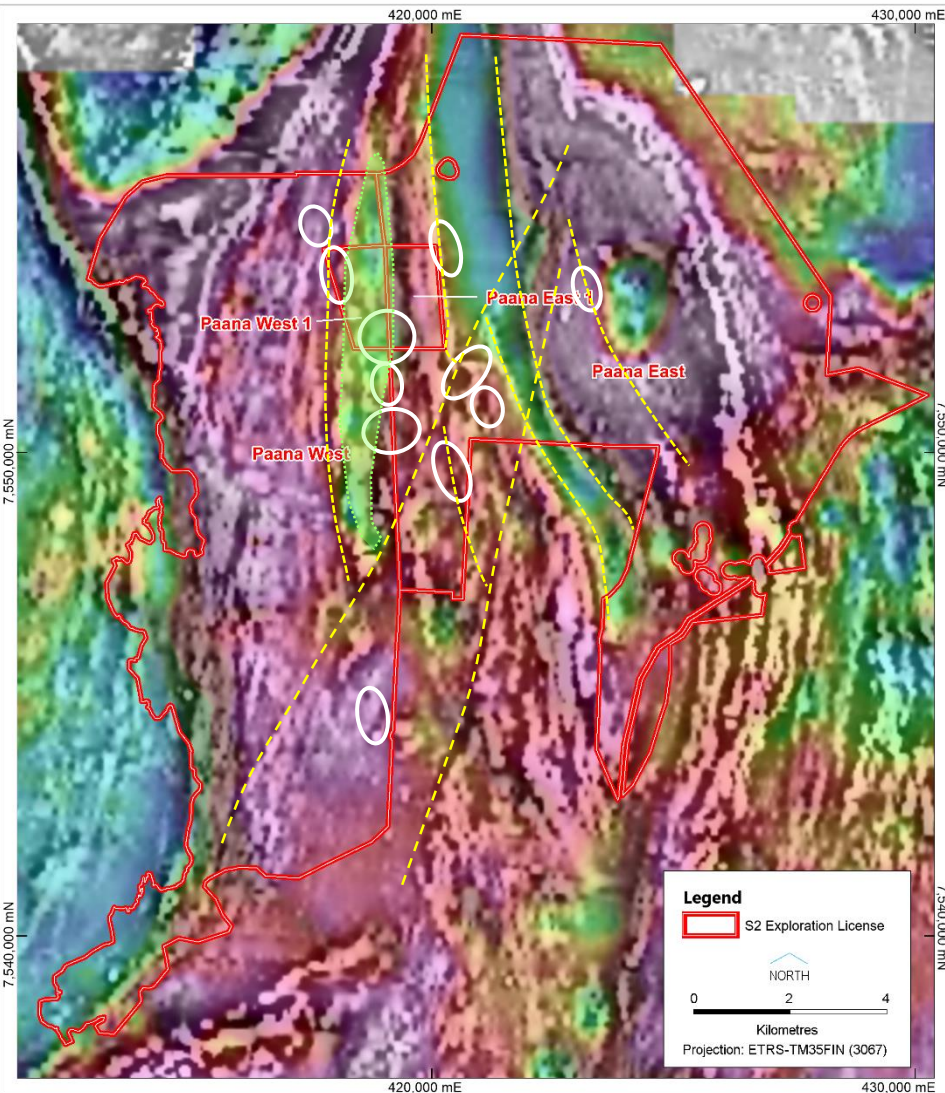 420,000 mE
430,000 mE
Paana East 1
Paana West 1
Paana East
7,550,000 mN
7,550,000 mN
Paana West
Legend
S2 Exploration License
NORTH
0 2 4
Kilometres
Projection: ETRS-TM35FIN (3067)
7,540,000 mN
7,540,000 mN
420,000 mE
430,000 mE